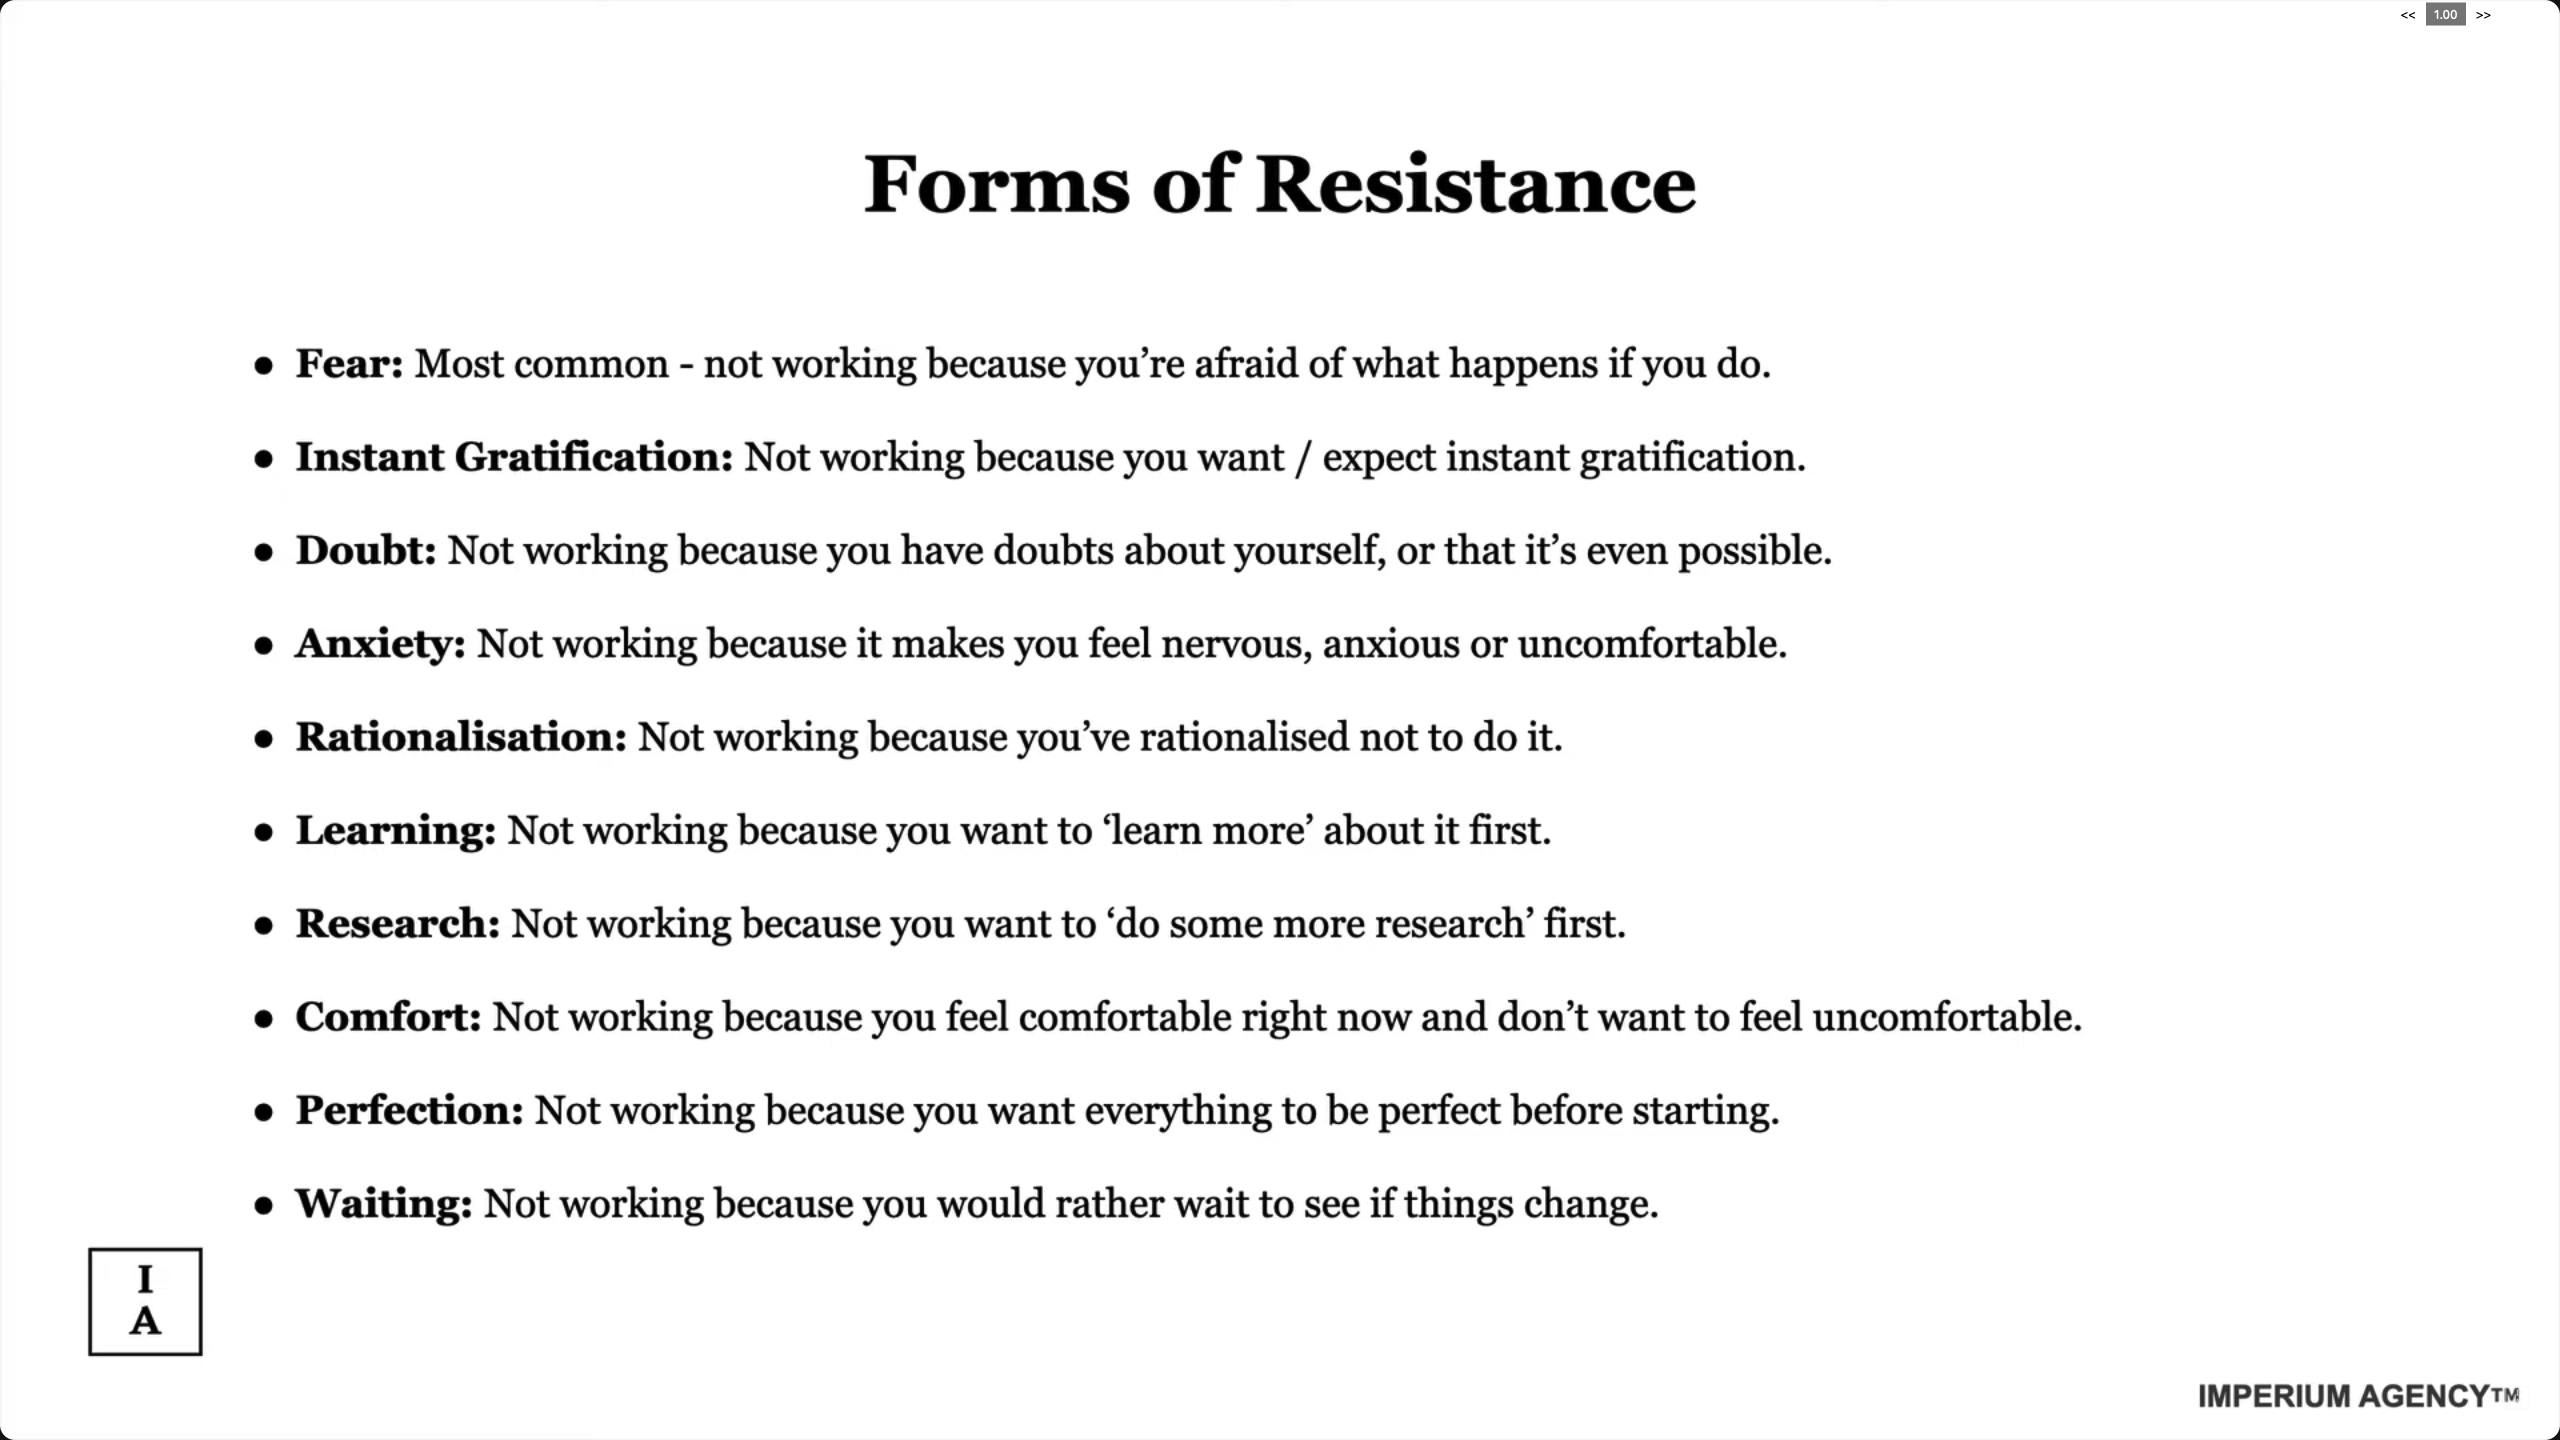 << 1.00 >>
Forms of Resistance
● Fear: Most common - not working because you’re afraid of what happens if you do.
● Instant Gratification: Not working because you want / expect instant gratification.
● Doubt: Not working because you have doubts about yourself, or that it’s even possible.
● Anxiety: Not working because it makes you feel nervous, anxious or uncomfortable.
● Rationalisation: Not working because you’ve rationalised not to do it.
● Learning: Not working because you want to ‘learn more’ about it first.
● Research: Not working because you want to ‘do some more research’ first.
● Comfort: Not working because you feel comfortable right now and don’t want to feel uncomfortable.
● Perfection: Not working because you want everything to be perfect before starting.
● Waiting: Not working because you would rather wait to see if things change.
I
A
IMPERIUM AGENCY™